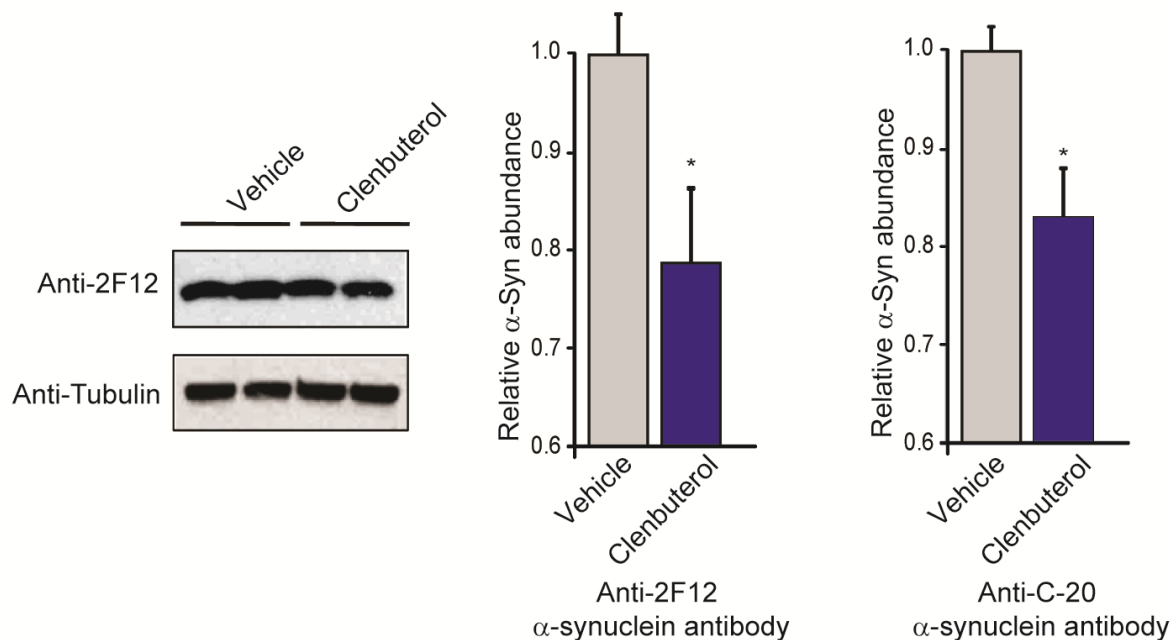 Vehicle
Clenbuterol
Anti-2F12
Anti-Tubulin
Relative α-Syn abundance
1.0
0.9
0.8
0.7
0.6
*
Vehicle
Clenbuterol
Anti-2F12
α-synuclein antibody
Relative α-Syn abundance
1.0
0.9
0.8
0.7
0.6
*
Vehicle
Clenbuterol
Anti-C-20
α-synuclein antibody